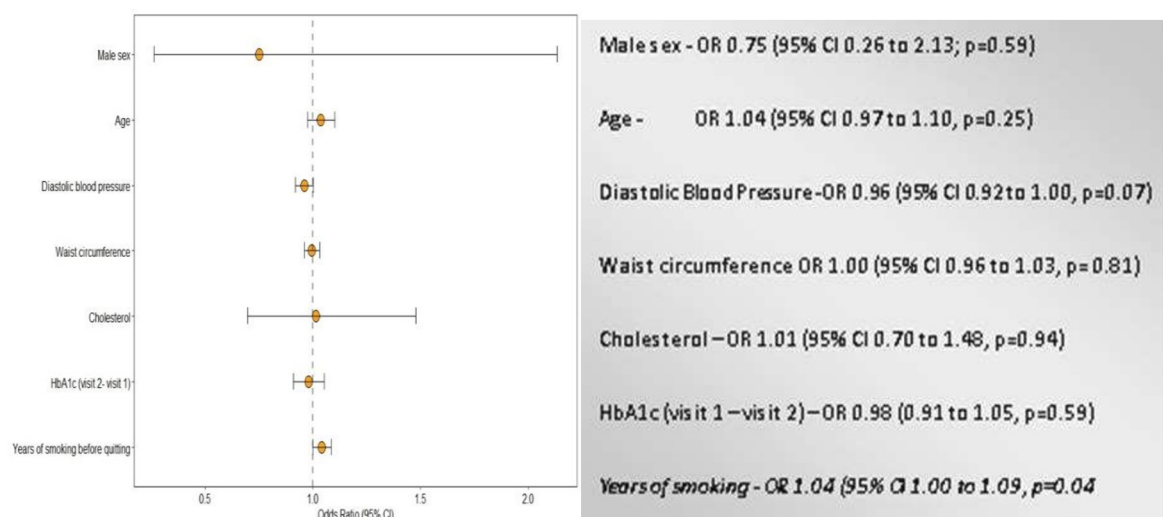 Male sex
Age
Diastolic blood pressure
Waist circumference
Cholesterol
HbA1c (visit 2- visit 1)
Years of smoking before quitting
0.5 1.0 1.5 2.0
Odds Ratio (95% CI)
Male sex - OR 0.75 (95% CI 0.26 to 2.13; p=0.59)
Age - OR 1.04 (95% CI 0.97 to 1.10, p=0.25)
Diastolic Blood Pressure -OR 0.96 (95% CI 0.92 to 1.00, p=0.07)
Waist circumference OR 1.00 (95% CI 0.96 to 1.03, p= 0.81)
Cholesterol – OR 1.01 (95% CI 0.70 to 1.48, p=0.94)
HbA1c (visit 1 – visit 2) – OR 0.98 (0.91 to 1.05, p=0.59)
Years of smoking - OR 1.04 (95% CI 1.00 to 1.09, p=0.04